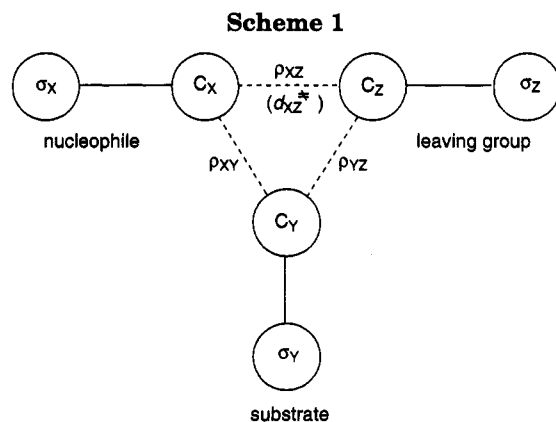 Scheme 1
σX CX ρXZ CZ σZ
(dXZ≠)
nucleophile leaving group
ρXY ρYZ
CY
σY
substrate